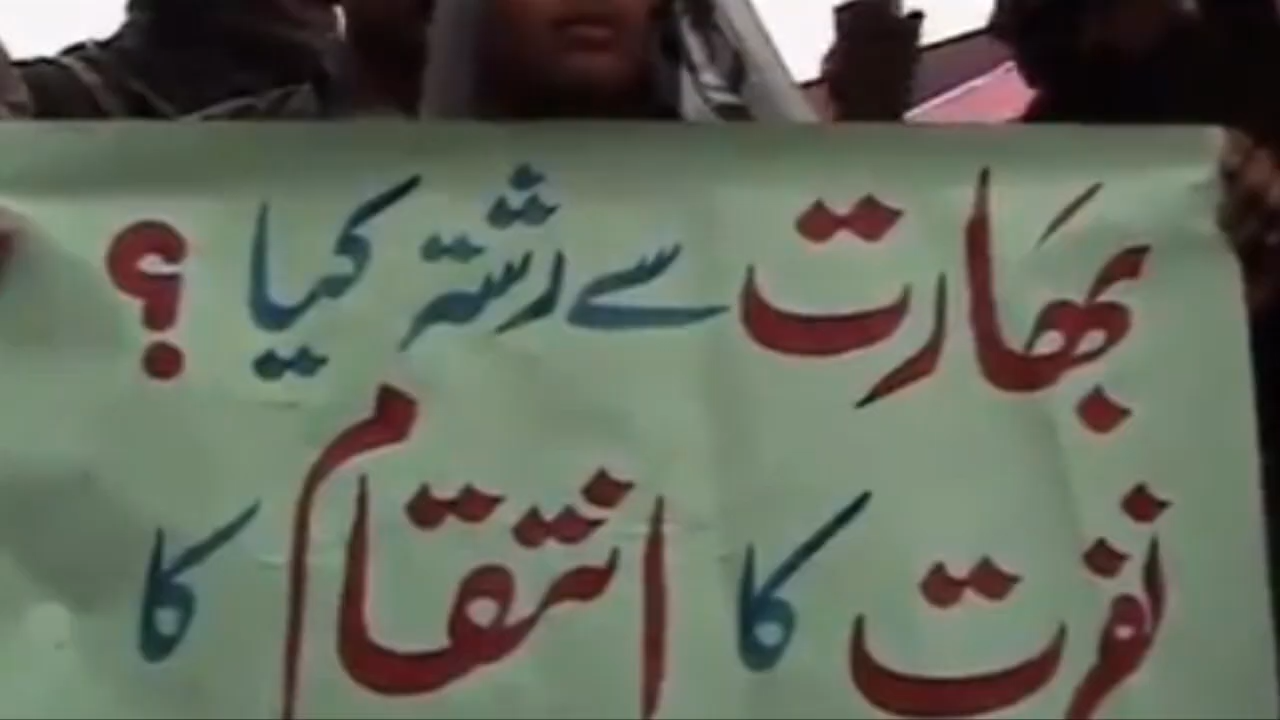 بھارت سے رشتہ کیا ؟
نفرت کا انتقام کا